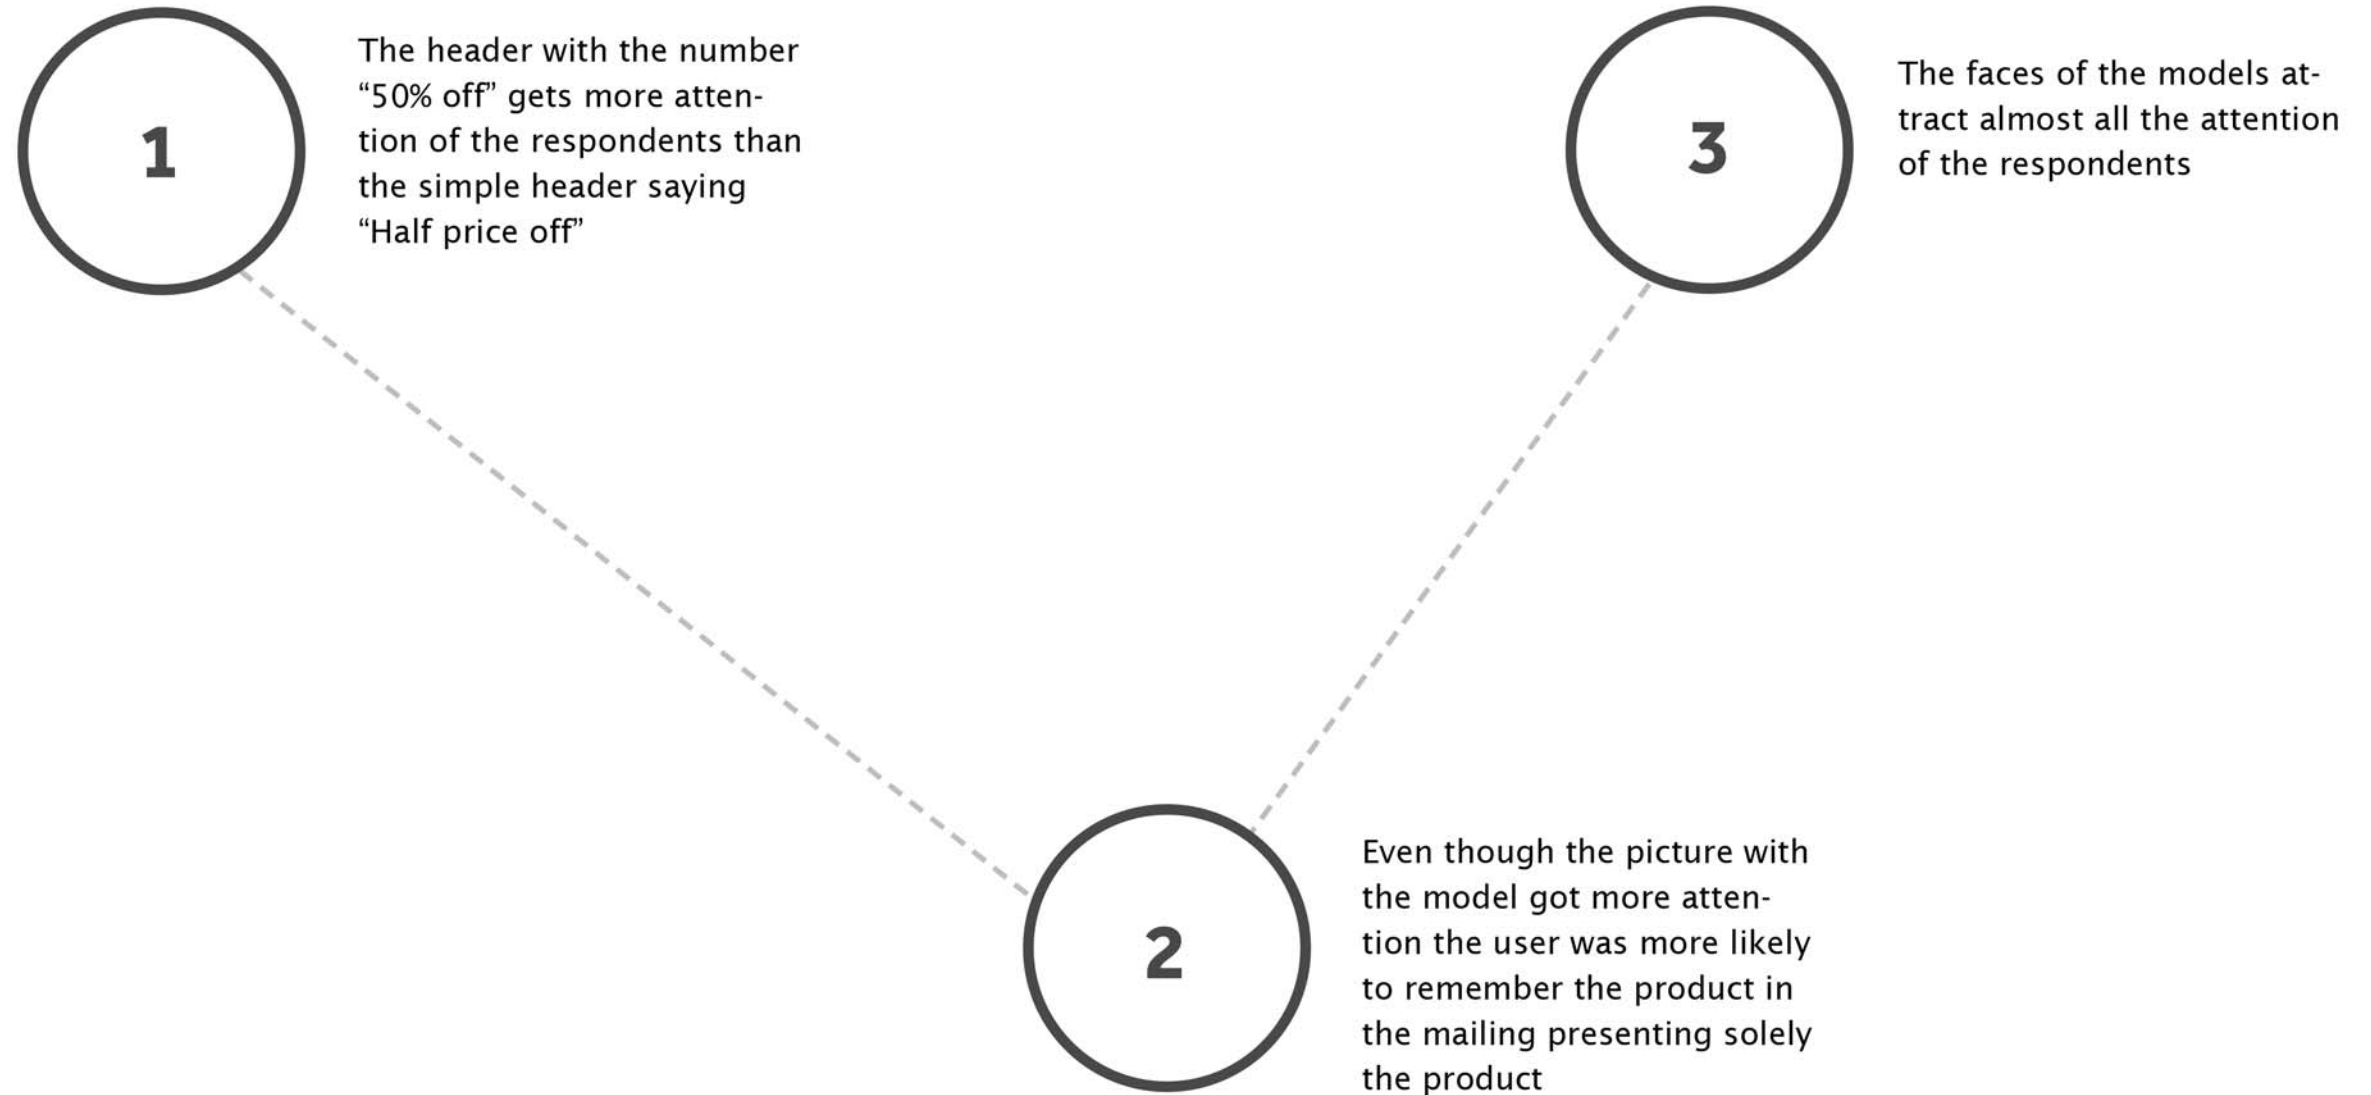 1
The header with the number
“50% off” gets more atten-
tion of the respondents than
the simple header saying
“Half price off”
2
Even though the picture with
the model got more atten-
tion the user was more likely
to remember the product in
the mailing presenting solely
the product
3
The faces of the models at-
tract almost all the attention
of the respondents